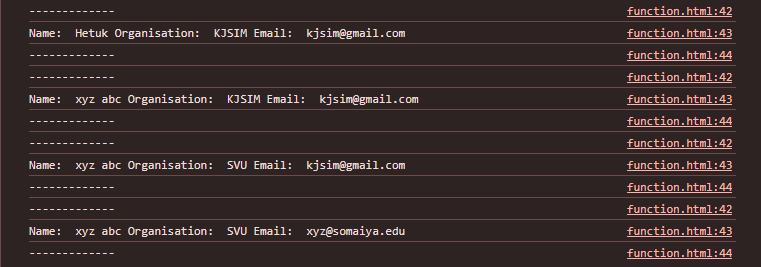 ------------- function.html:42
Name:  Hetuk Organisation:  KJSIM Email:  kjsim@gmail.com function.html:43
------------- function.html:44
------------- function.html:42
Name:  xyz abc Organisation:  KJSIM Email:  kjsim@gmail.com function.html:43
------------- function.html:44
------------- function.html:42
Name:  xyz abc Organisation:  SVU Email:  kjsim@gmail.com function.html:43
------------- function.html:44
------------- function.html:42
Name:  xyz abc Organisation:  SVU Email:  xyz@somaiya.edu function.html:43
------------- function.html:44